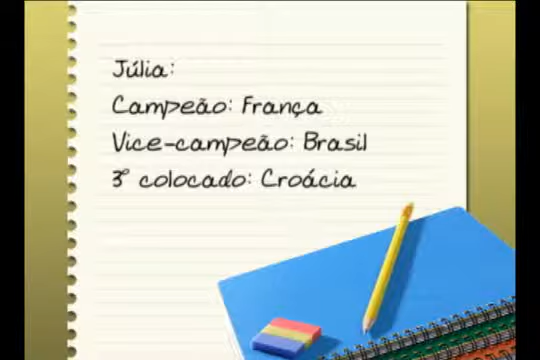 Júlia:
Campeão: França
Vice-campeão: Brasil
3º colocado: Croácia